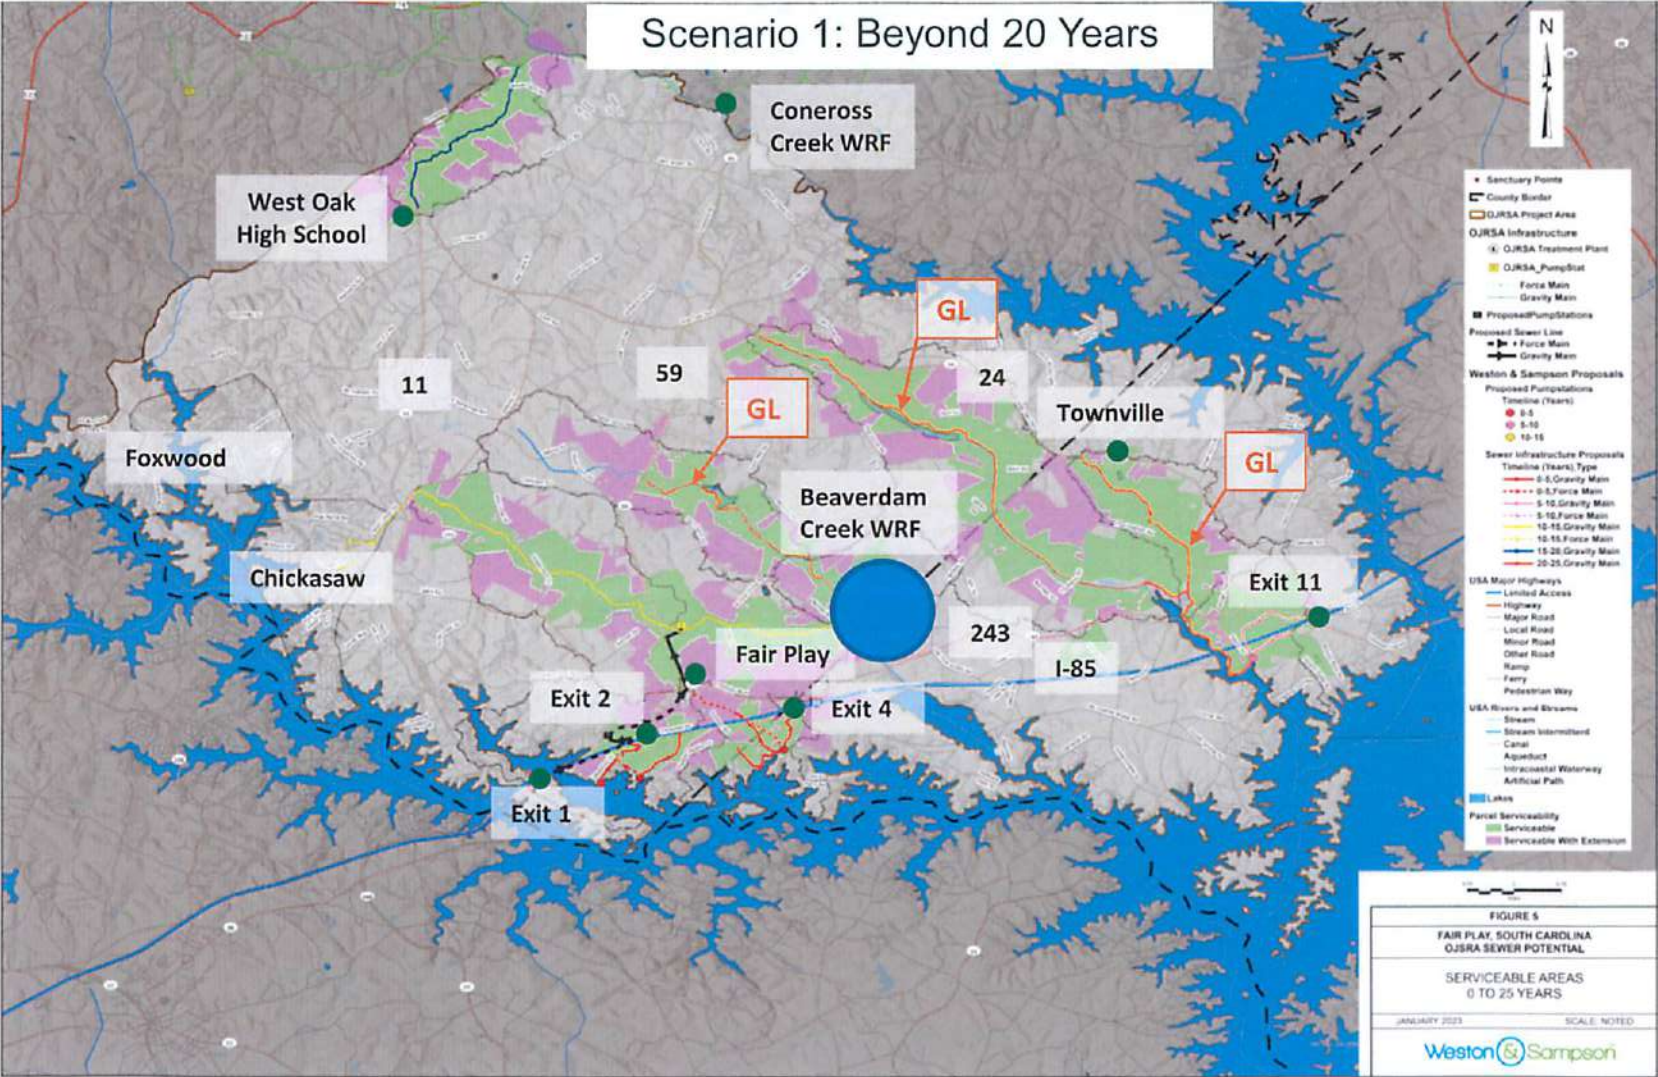 Scenario 1: Beyond 20 Years
N
Coneross
Creek WRF
West Oak
High School
GL
11
59
24
GL
Townville
Foxwood
GL
Beaverdam
Creek WRF
Chickasaw
Exit 11
243
Fair Play
I-85
Exit 2
Exit 4
Exit 1
Sanctuary Points
County Border
OJRSA Project Area
OJRSA Infrastructure
OJRSA Treatment Plant
OJRSA_PumpStat
Force Main
Gravity Main
ProposedPumpStations
Proposed Sewer Line
Force Main
Gravity Main
Weston & Sampson Proposals
Proposed Pumpstations
Timeline (Years)
0-5
5-10
10-15
Sewer Infrastructure Proposals
Timeline (Years),Type
0-5,Gravity Main
0-5,Force Main
5-10,Gravity Main
5-10,Force Main
10-15,Gravity Main
10-15,Force Main
15-20,Gravity Main
20-25,Gravity Main
USA Major Highways
Limited Access
Highway
Major Road
Local Road
Minor Road
Other Road
Ramp
Ferry
Pedestrian Way
USA Rivers and Streams
Stream
Stream Intermittent
Canal
Aqueduct
Intracoastal Waterway
Artificial Path
Lakes
Parcel Serviceability
Serviceable
Serviceable With Extension
FIGURE 5
FAIR PLAY, SOUTH CAROLINA
OJSRA SEWER POTENTIAL
SERVICEABLE AREAS
0 TO 25 YEARS
JANUARY 2023
SCALE: NOTED
Weston & Sampson